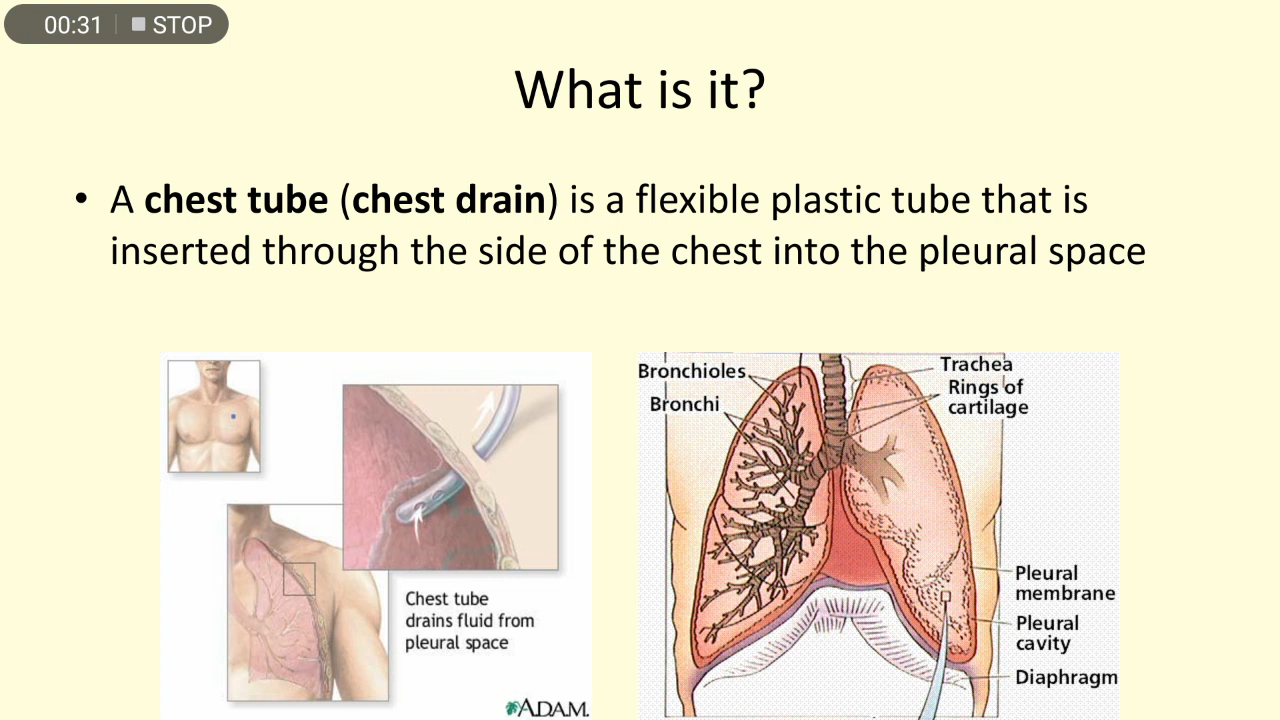 00:31 STOP
What is it?
• A chest tube (chest drain) is a flexible plastic tube that is
inserted through the side of the chest into the pleural space
Chest tube
drains fluid from
pleural space
ADAM.
Bronchioles
Bronchi
Trachea
Rings of
cartilage
Pleural
membrane
Pleural
cavity
Diaphragm